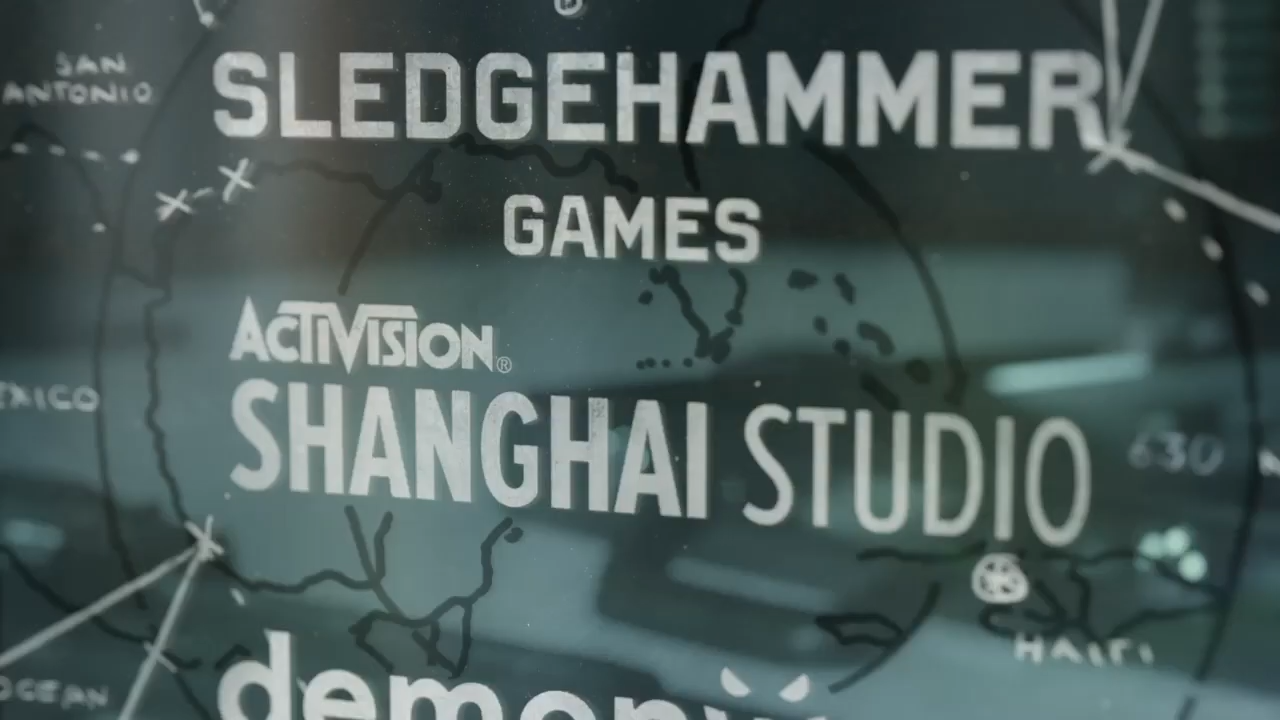 SAN
ANTONIO
SLEDGEHAMMER
GAMES
ACTIVISION®
SHANGHAI STUDIO
630
HAITI
OCEAN